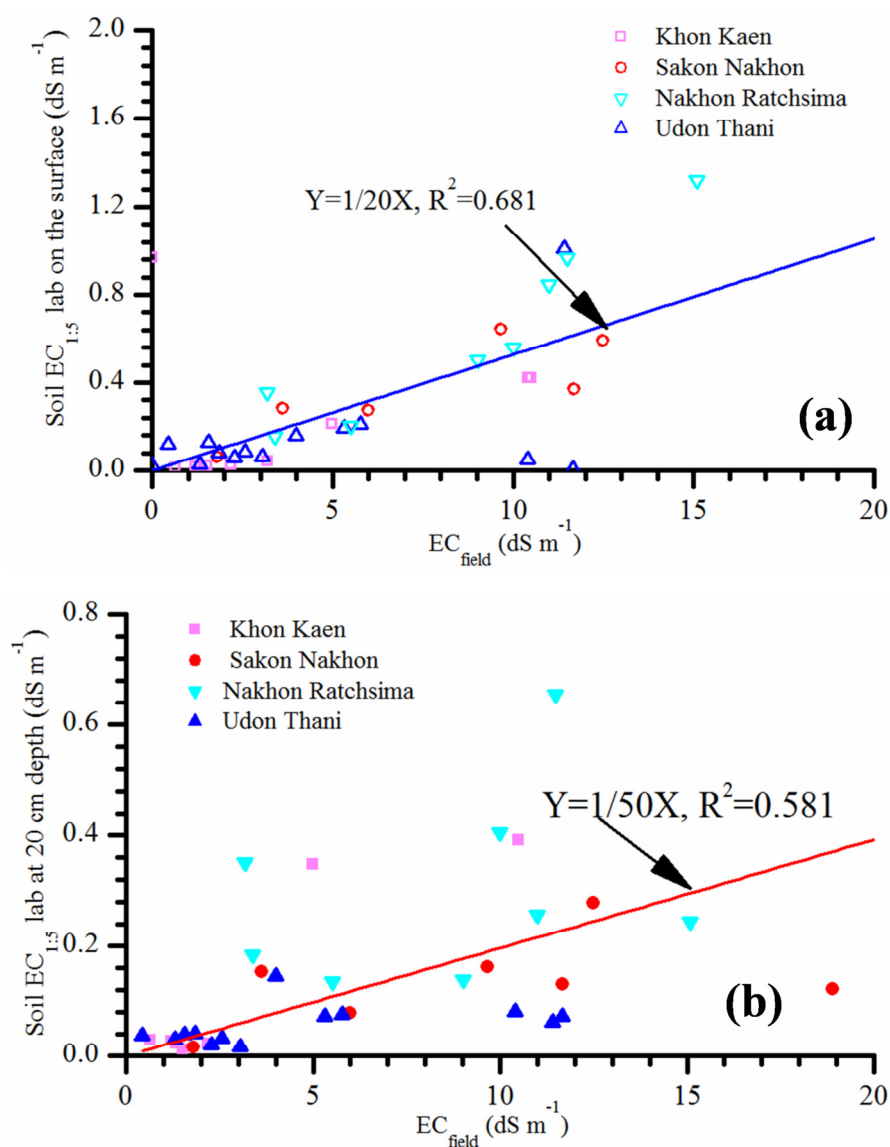 Soil EC1:5 lab on the surface (dS m-1)
2.0
1.6
1.2
0.8
0.4
0.0
Khon Kaen
Sakon Nakhon
Nakhon Ratchsima
Udon Thani
Y=1/20X, R2=0.681
(a)
0 5 10 15 20
ECfield (dS m-1)
Soil EC1:5 lab at 20 cm depth (dS m-1)
0.8
0.6
0.4
0.2
0.0
Khon Kaen
Sakon Nakhon
Nakhon Ratchsima
Udon Thani
Y=1/50X, R2=0.581
(b)
0 5 10 15 20
ECfield (dS m-1)